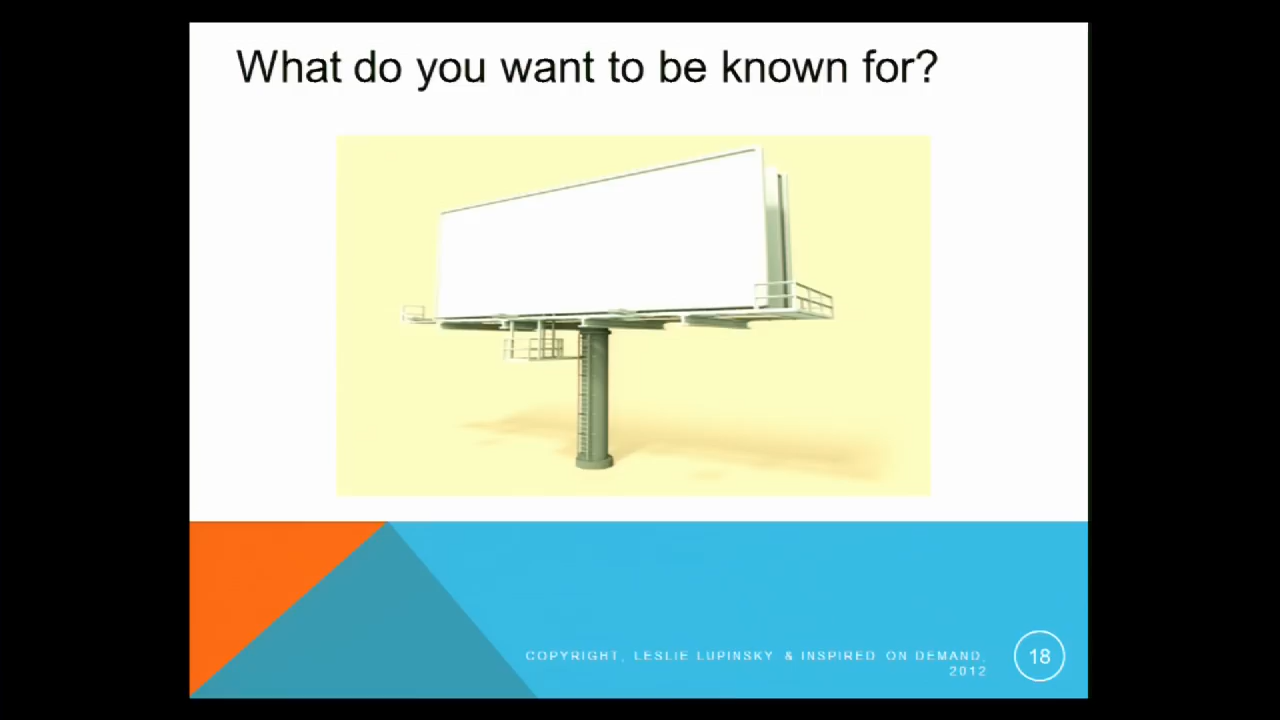 What do you want to be known for?
COPYRIGHT, LESLIE LUPINSKY & INSPIRED ON DEMAND,
2012
18